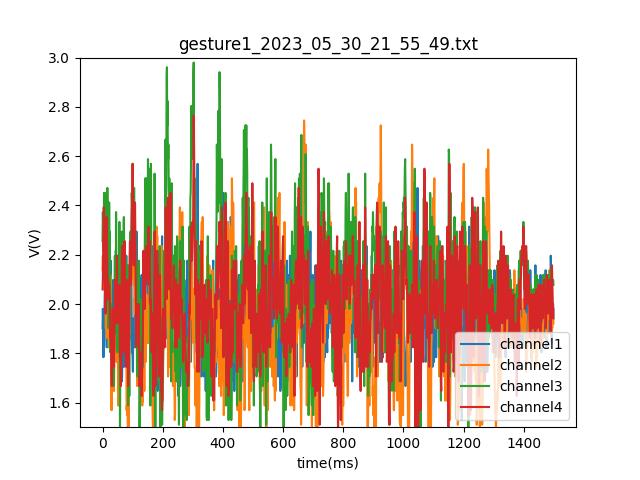 gesture1_2023_05_30_21_55_49.txt
3.0
2.8
2.6
2.4
2.2
2.0
1.8
1.6
V(V)
channel1
channel2
channel3
channel4
0 200 400 600 800 1000 1200 1400
time(ms)